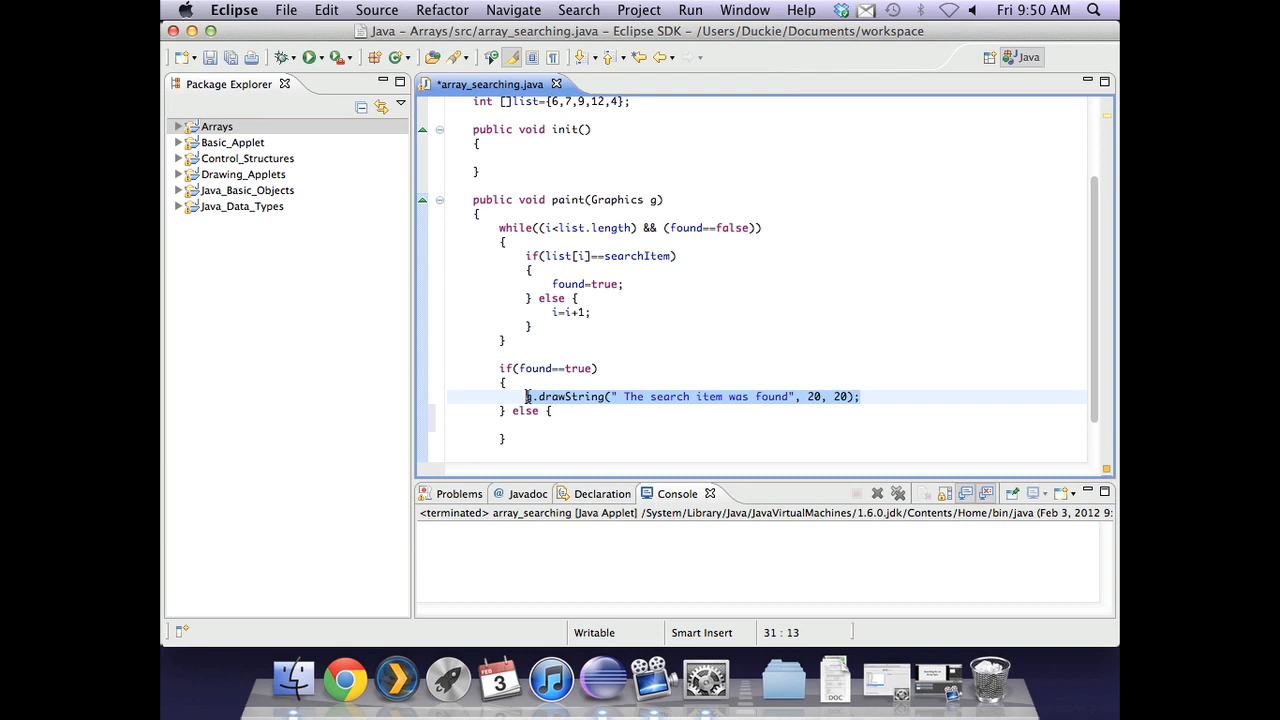 Eclipse File Edit Source Refactor Navigate Search Project Run Window Help Fri 9:50 AM
Java - Arrays/src/array_searching.java - Eclipse SDK - /Users/Duckie/Documents/workspace
Java
Package Explorer
*array_searching.java
Arrays
Basic_Applet
Control_Structures
Drawing_Applets
Java_Basic_Objects
Java_Data_Types
int []list={6,7,9,12,4};
public void init()
{
}
public void paint(Graphics g)
{
while((i<list.length) && (found==false))
{
if(list[i]==searchItem)
{
found=true;
} else {
i=i+1;
}
}
if(found==true)
{
g.drawString(" The search item was found", 20, 20);
} else {
}
Problems @ Javadoc Declaration Console
<terminated> array_searching [Java Applet] /System/Library/Java/JavaVirtualMachines/1.6.0.jdk/Contents/Home/bin/java (Feb 3, 2012 9:
Writable Smart Insert 31 : 13
FEB
3
DOC